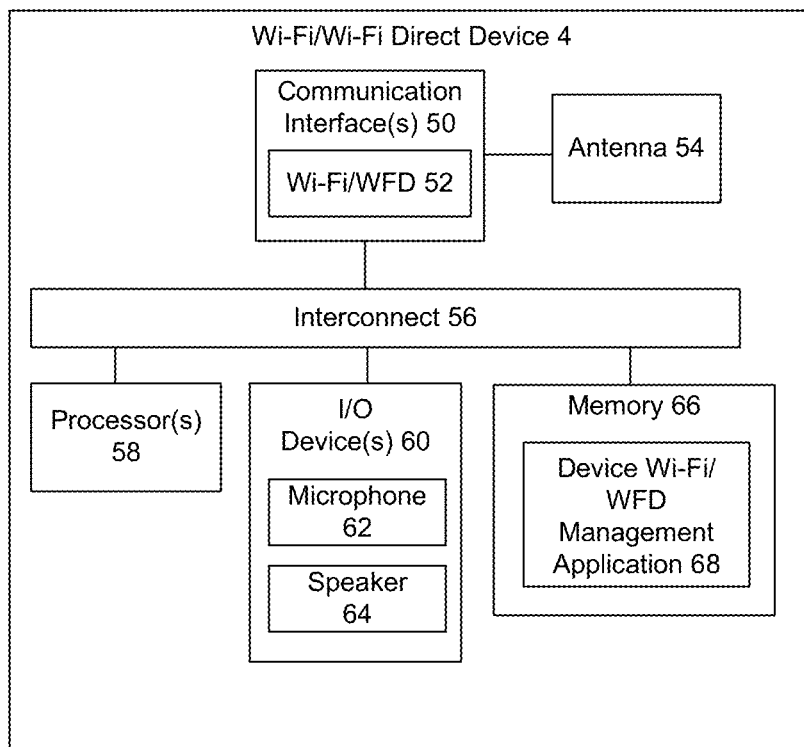 Wi-Fi/Wi-Fi Direct Device 4
Communication
Interface(s) 50
Wi-Fi/WFD 52
Antenna 54
Interconnect 56
Processor(s)
58
I/O
Device(s) 60
Microphone
62
Speaker
64
Memory 66
Device Wi-Fi/
WFD
Management
Application 68